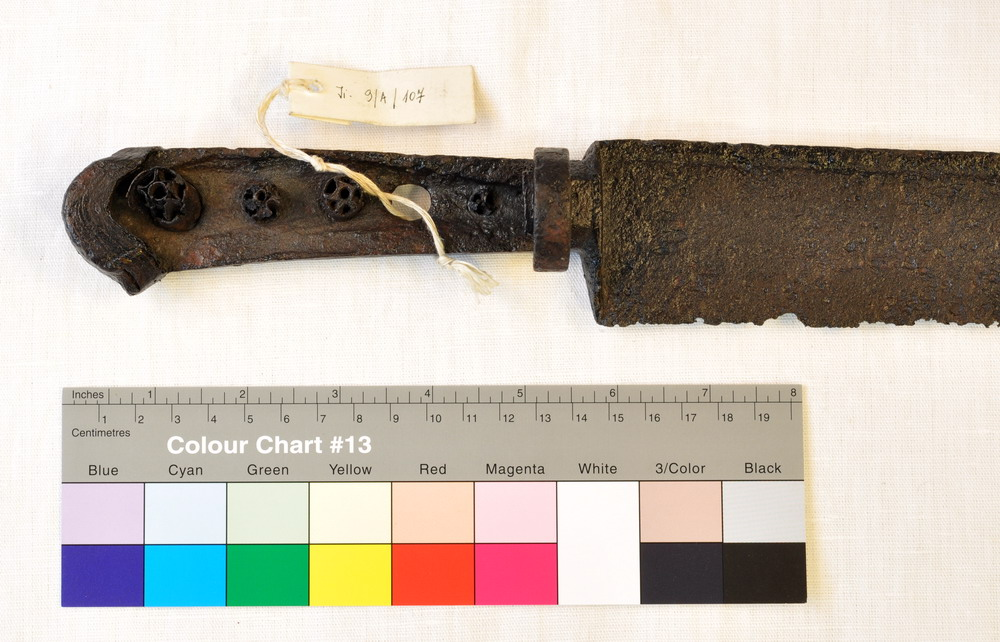 Ji. 9/A/107
Inches 1 2 3 4 5 6 7 8
1 2 3 4 5 6 7 8 9 10 11 12 13 14 15 16 17 18 19
Centimetres
Colour Chart #13
Blue Cyan Green Yellow Red Magenta White 3/Color Black